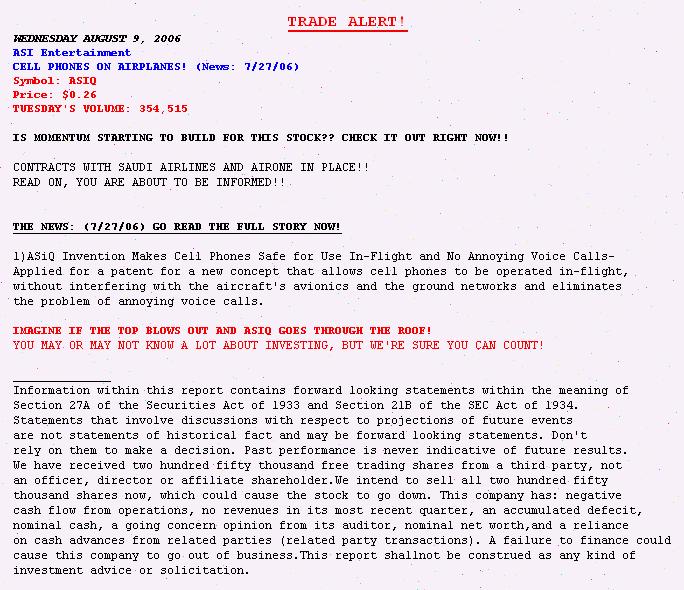 TRADE ALERT!
WEDNESDAY AUGUST 9, 2006
ASI Entertainment
CELL PHONES ON AIRPLANES! (News: 7/27/06)
Symbol: ASIQ
Price: $0.26
TUESDAY'S VOLUME: 354,515
IS MOMENTUM STARTING TO BUILD FOR THIS STOCK?? CHECK IT OUT RIGHT NOW!!
CONTRACTS WITH SAUDI AIRLINES AND AIRONE IN PLACE!!
READ ON, YOU ARE ABOUT TO BE INFORMED!!
THE NEWS: (7/27/06) GO READ THE FULL STORY NOW!
1)ASiQ Invention Makes Cell Phones Safe for Use In-Flight and No Annoying Voice Calls-
Applied for a patent for a new concept that allows cell phones to be operated in-flight,
without interfering with the aircraft's avionics and the ground networks and eliminates
the problem of annoying voice calls.
IMAGINE IF THE TOP BLOWS OUT AND ASIQ GOES THROUGH THE ROOF!
YOU MAY OR MAY NOT KNOW A LOT ABOUT INVESTING, BUT WE'RE SURE YOU CAN COUNT!
Information within this report contains forward looking statements within the meaning of
Section 27A of the Securities Act of 1933 and Section 21B of the SEC Act of 1934.
Statements that involve discussions with respect to projections of future events
are not statements of historical fact and may be forward looking statements. Don't
rely on them to make a decision. Past performance is never indicative of future results.
We have received two hundred fifty thousand free trading shares from a third party, not
an officer, director or affiliate shareholder.We intend to sell all two hundred fifty
thousand shares now, which could cause the stock to go down. This company has: negative
cash flow from operations, no revenues in its most recent quarter, an accumulated defecit,
nominal cash, a going concern opinion from its auditor, nominal net worth,and a reliance
on cash advances from related parties (related party transactions). A failure to finance could
cause this company to go out of business.This report shallnot be construed as any kind of
investment advice or solicitation.